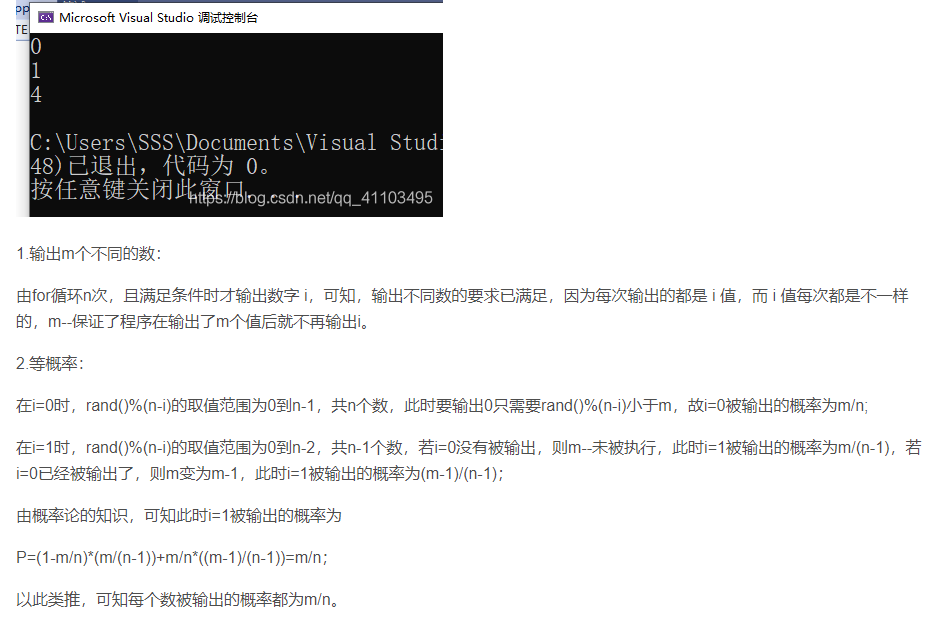 Microsoft Visual Studio 调试控制台
0
1
4
C:\Users\SSS\Documents\Visual
48)已退出，代码为 0。
按任意键关闭此窗口. . .
https://blog.csdn.net/qq_41103495
1.输出m个不同的数：
由for循环n次，且满足条件时才输出数字 i，可知，输出不同数的要求已满足，因为每次输出的都是 i 值，而 i 值每次都是不一样
的，m--保证了程序在输出了m个值后就不再输出i。
2.等概率：
在i=0时，rand()%(n-i)的取值范围为0到n-1，共n个数，此时要输出0只需要rand()%(n-i)小于m，故i=0被输出的概率为m/n;
在i=1时，rand()%(n-i)的取值范围为0到n-2，共n-1个数，若i=0没有被输出，则m--未被执行，此时i=1被输出的概率为m/(n-1)，若
i=0已经被输出了，则m变为m-1，此时i=1被输出的概率为(m-1)/(n-1)；
由概率论的知识，可知此时i=1被输出的概率为
P=(1-m/n)*(m/(n-1))+m/n*((m-1)/(n-1))=m/n；
以此类推，可知每个数被输出的概率都为m/n。